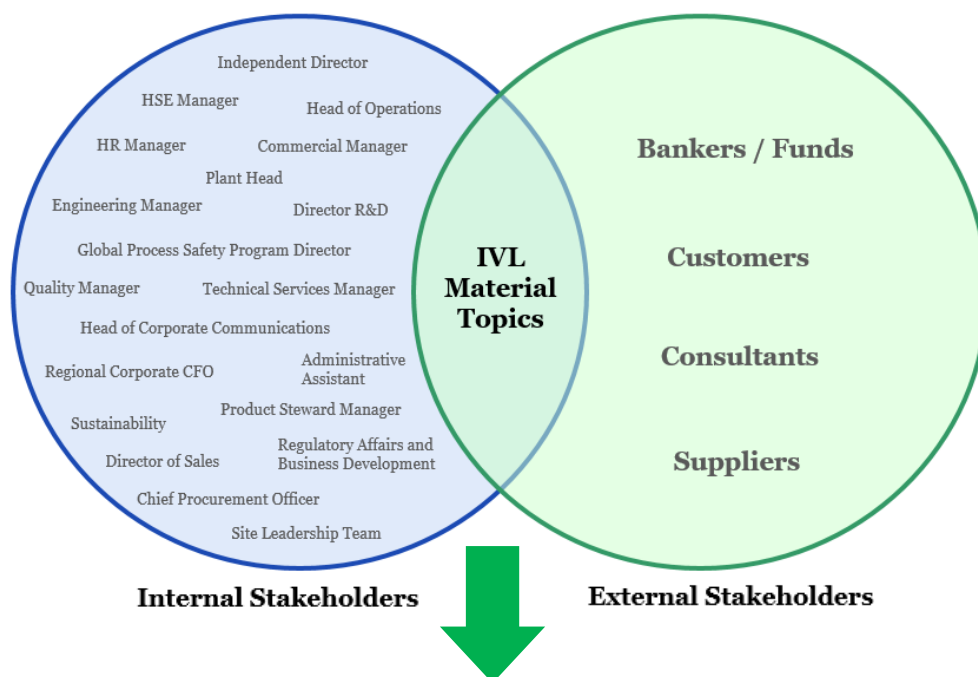 Independent Director
HSE Manager
Head of Operations
HR Manager
Commercial Manager
Plant Head
Engineering Manager
Director R&D
Global Process Safety Program Director
Quality Manager
Technical Services Manager
Head of Corporate Communications
Regional Corporate CFO
Administrative
Assistant
Product Steward Manager
Sustainability
Regulatory Affairs and
Business Development
Director of Sales
Chief Procurement Officer
Site Leadership Team
IVL
Material
Topics
Bankers / Funds
Customers
Consultants
Suppliers
Internal Stakeholders
External Stakeholders